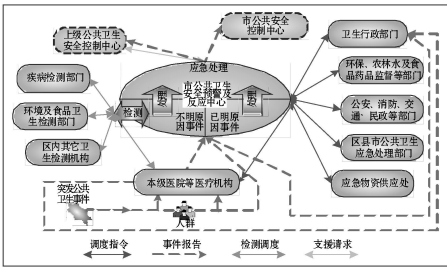 上级公共卫生
安全控制中心
市公共安全
控制中心
卫生行政部门
应急处理
疾病检测部门
市公共卫生
安全预警及
反应中心
环保、农林水及食
品药品监督等部门
环境及食品卫
生检测部门
检测
不明原
因事件
已明原
因事件
公安、消防、交
通、民政等部门
区内其它卫
生检测机构
区县市公共卫生
应急处理部门
突发公共
卫生事件
本级医院等医疗机构
应急物资供应处
人群
调度指令
事件报告
检测调度
支援请求